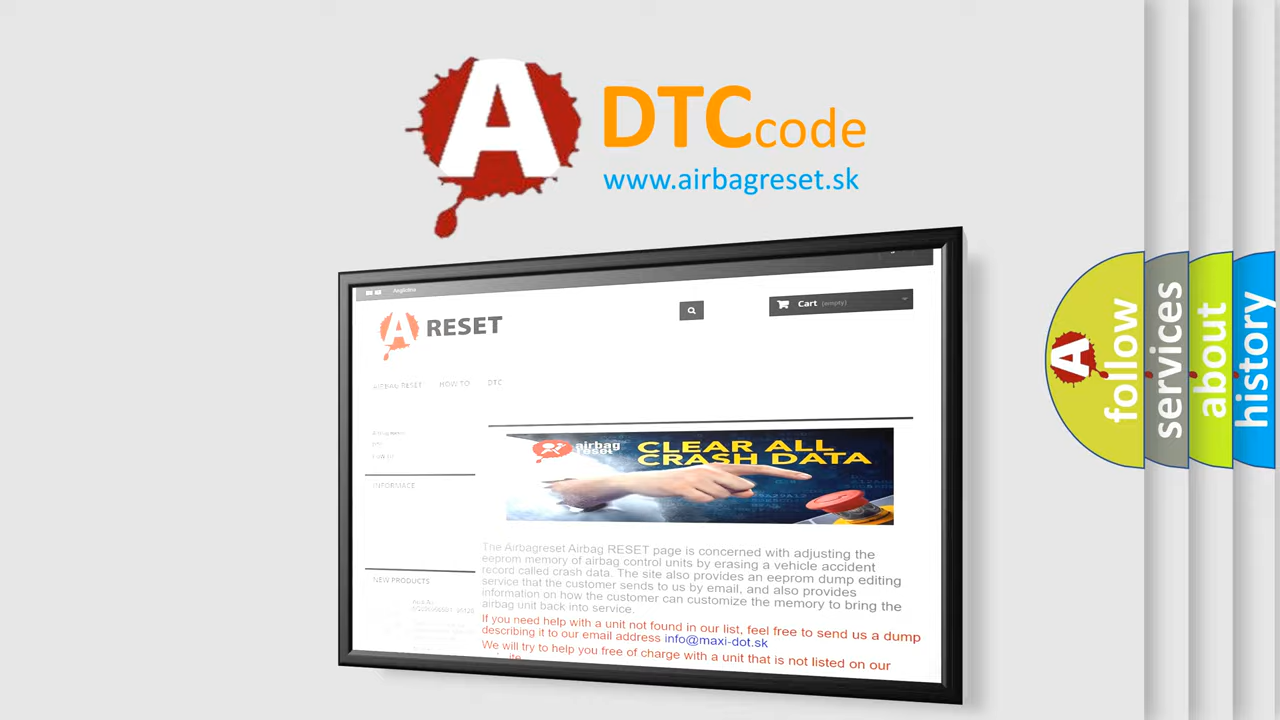 A
DTCcode
www.airbagreset.sk
Cart (empty)
A RESET
AIRBAG RESET HOW TO DTC
INFORMACE
NEW PRODUCTS
airbag
reset
CLEAR ALL
CRASH DATA
The Airbagreset Airbag RESET page is concerned with adjusting the
eeprom memory of airbag control units by erasing a vehicle accident
record called crash data. The site also provides an eeprom dump editing
service that the customer sends to us by email, and also provides
information on how the customer can customize the memory to bring the
airbag unit back into service.
If you need help with a unit not found in our list, feel free to send us a dump
describing it to our email address info@maxi-dot.sk
We will try to help you free of charge with a unit that is not listed on our
A
follow
services
about
history